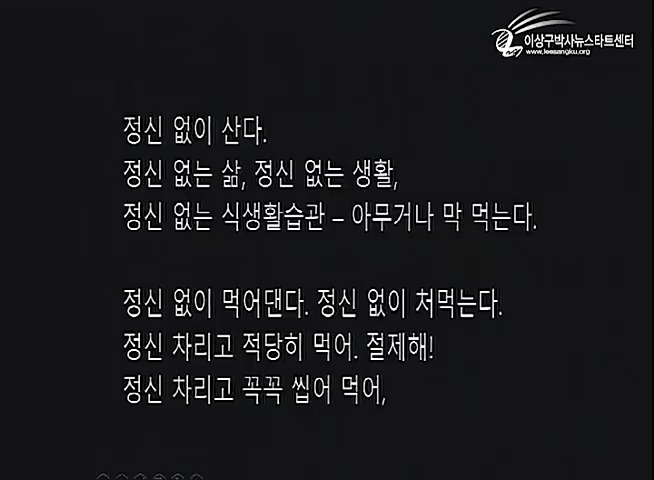 이상구박사뉴스타트센터
www.leesangku.org
정신 없이 산다.
정신 없는 삶, 정신 없는 생활,
정신 없는 식생활습관 – 아무거나 막 먹는다.
정신 없이 먹어댄다. 정신 없이 처먹는다.
정신 차리고 적당히 먹어. 절제해!
정신 차리고 꼭꼭 씹어 먹어,